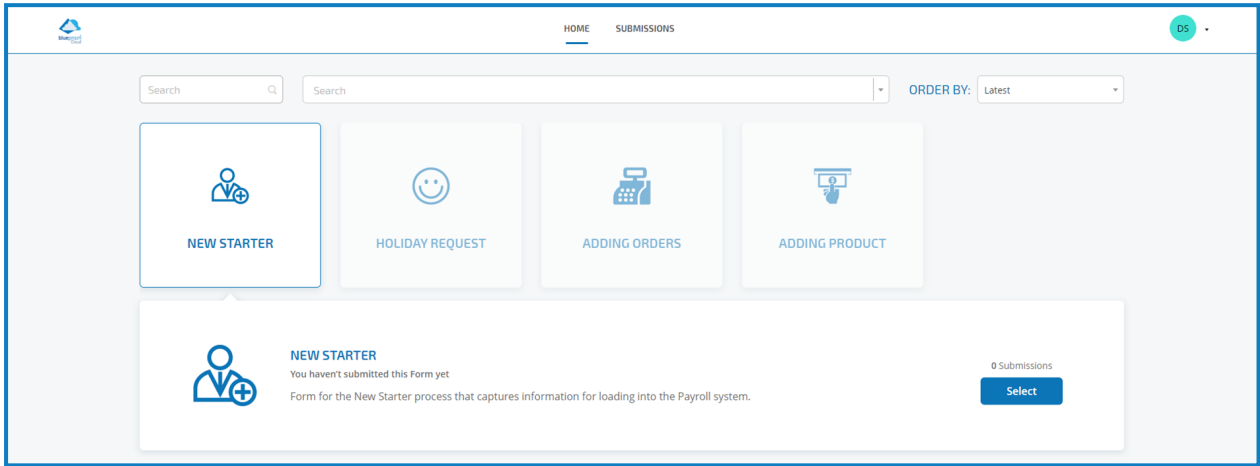 bluesmart
Cloud
HOME SUBMISSIONS
DS
Search
Search
ORDER BY: Latest
NEW STARTER
HOLIDAY REQUEST
ADDING ORDERS
ADDING PRODUCT
NEW STARTER
You haven't submitted this Form yet
Form for the New Starter process that captures information for loading into the Payroll system.
0 Submissions
Select